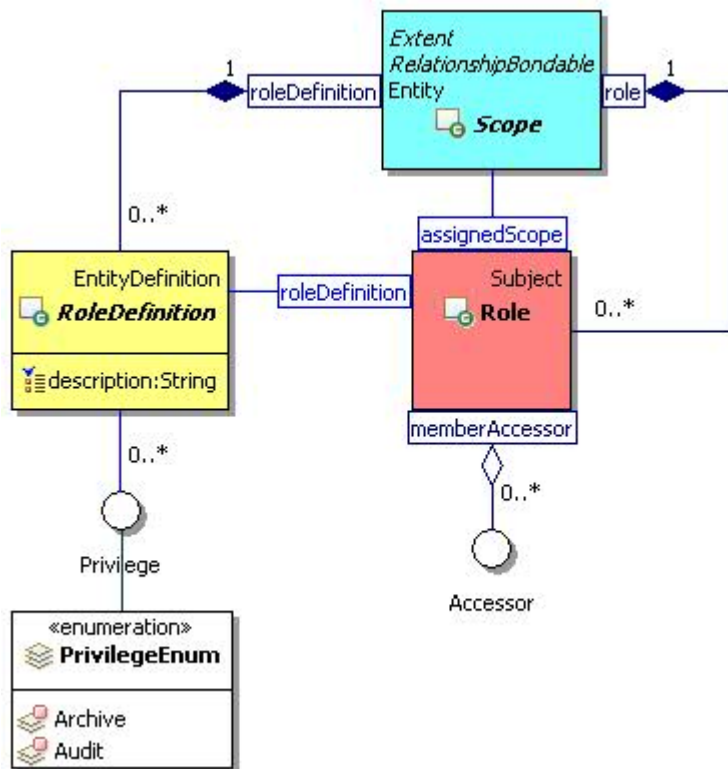 Extent
RelationshipBondable
Entity
Scope
1
roleDefinition
role
1
0..*
assignedScope
EntityDefinition
RoleDefinition
description:String
roleDefinition
Subject
Role
0..*
memberAccessor
0..*
0..*
Privilege
Accessor
«enumeration»
PrivilegeEnum
Archive
Audit